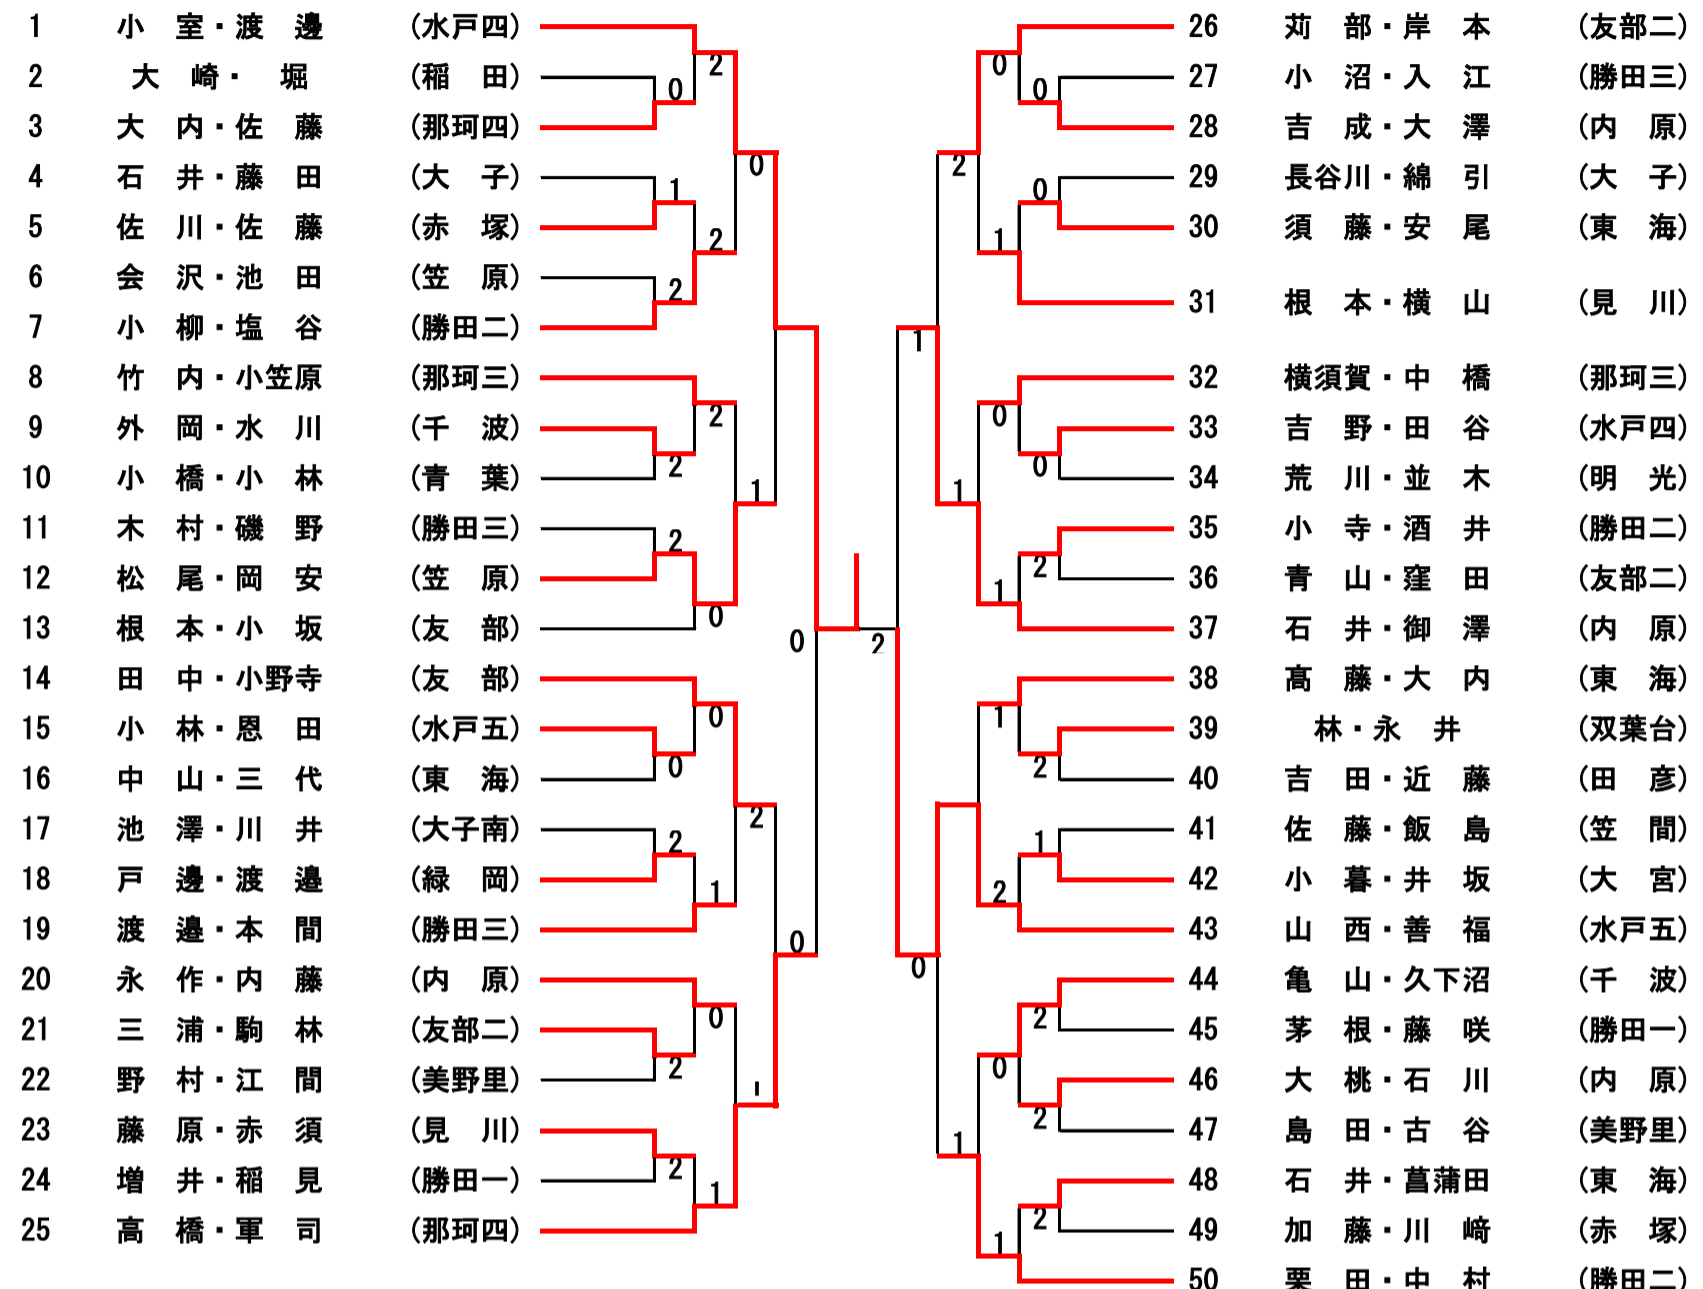 1 小 室・渡 邊 (水戸四) 26 苅 部・岸 本 (友部二)
2 2 0
2 大 崎・ 堀 (稲 田) 27 小 沼・入 江 (勝田三)
0 0
3 大 内・佐 藤 (那珂四) 28 吉 成・大 澤 (内 原)
0 2
4 石 井・藤 田 (大 子) 29 長谷川・綿 引 (大 子)
1 0
5 佐 川・佐 藤 (赤 塚) 30 須 藤・安 尾 (東 海)
2 1
6 会 沢・池 田 (笠 原)
2
31 根 本・横 山 (見 川)
7 小 柳・塩 谷 (勝田二)
1
8 竹 内・小笠原 (那珂三) 32 横須賀・中 橋 (那珂三)
2 0
9 外 岡・水 川 (千 波) 33 吉 野・田 谷 (水戸四)
2 0
10 小 橋・小 林 (青 葉) 34 荒 川・並 木 (明 光)
1 1
11 木 村・磯 野 (勝田三) 35 小 寺・酒 井 (勝田二)
2 2
12 松 尾・岡 安 (笠 原) 36 青 山・窪 田 (友部二)
0 1
13 根 本・小 坂 (友 部) 37 石 井・御 澤 (内 原)
0 2
14 田 中・小野寺 (友 部) 38 髙 藤・大 内 (東 海)
0 1
15 小 林・恩 田 (水戸五) 39 林・永 井 (双葉台)
0 2
16 中 山・三 代 (東 海) 40 吉 田・近 藤 (田 彦)
2
17 池 澤・川 井 (大子南) 41 佐 藤・飯 島 (笠 間)
2 1
18 戸 邊・渡 邉 (緑 岡) 42 小 暮・井 坂 (大 宮)
1 2
19 渡 邉・本 間 (勝田三) 43 山 西・善 福 (水戸五)
0 0
20 永 作・内 藤 (内 原) 44 亀 山・久下沼 (千 波)
0 2
21 三 浦・駒 林 (友部二) 45 茅 根・藤 咲 (勝田一)
2 0
22 野 村・江 間 (美野里) 46 大 桃・石 川 (内 原)
2
23 藤 原・赤 須 (見 川) 47 島 田・古 谷 (美野里)
2 1
24 増 井・稲 見 (勝田一) 48 石 井・菖蒲田 (東 海)
1 2
25 高 橋・軍 司 (那珂四) 49 加 藤・川 﨑 (赤 塚)
1
50 栗 田・中 村 (勝田二)